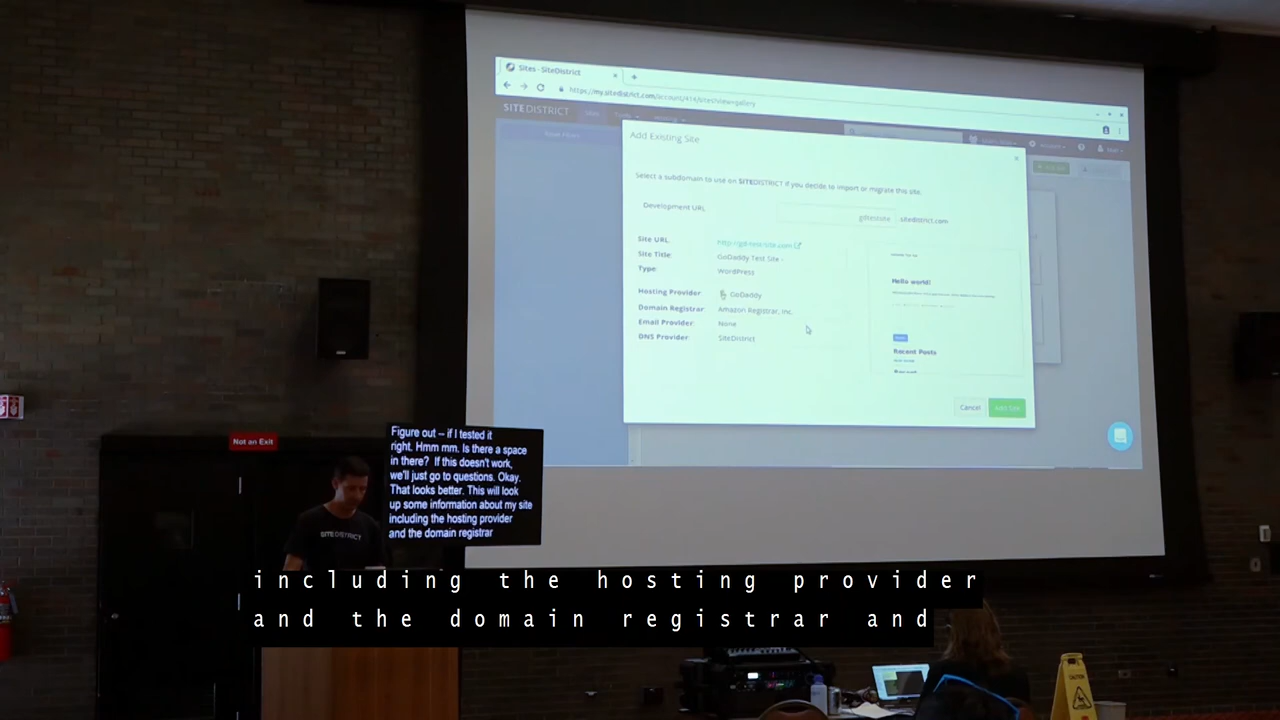 Sites - SiteDistrict
SITEDISTRICT
Add Existing Site
Select a subdomain to use on SITEDISTRICT if you decide to import or migrate this site.
Development URL
gdtestsite .sitedistrict.com
Site URL:
Site Title: GoDaddy Test Site -
Type: WordPress
Hosting Provider GoDaddy
Domain Registrar: Amazon Registrar, Inc.
Email Provider: None
DNS Provider: SiteDistrict
Hello world!
Recent Posts
Cancel Add Site
Not an Exit
Figure out -- if I tested it
right. Hmm mm. Is there a space
in there? If this doesn't work,
we'll just go to questions. Okay.
That looks better. This will look
up some information about my site
including the hosting provider
and the domain registrar
SITEDISTRICT
including the hosting provider
and the domain registrar and
CAUTION